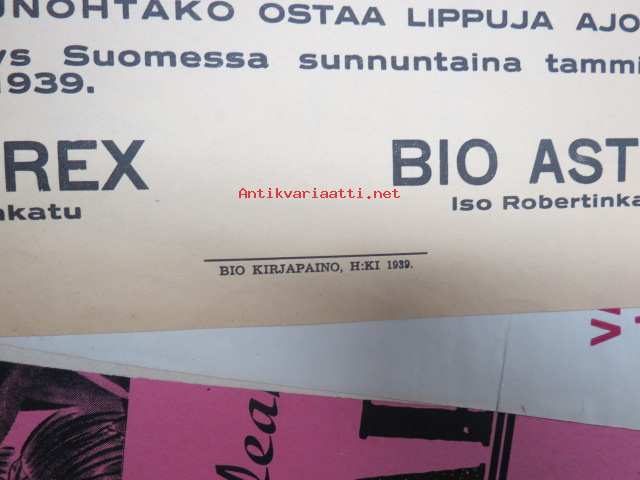 UNOHTAKO OSTAA LIPPUJA AJO
ys Suomessa sunnuntaina tammi
1939.
REX BIO AST
katu Iso Robertinka
Antikvariaatti.net
BIO KIRJAPAINO, H:KI 1939.